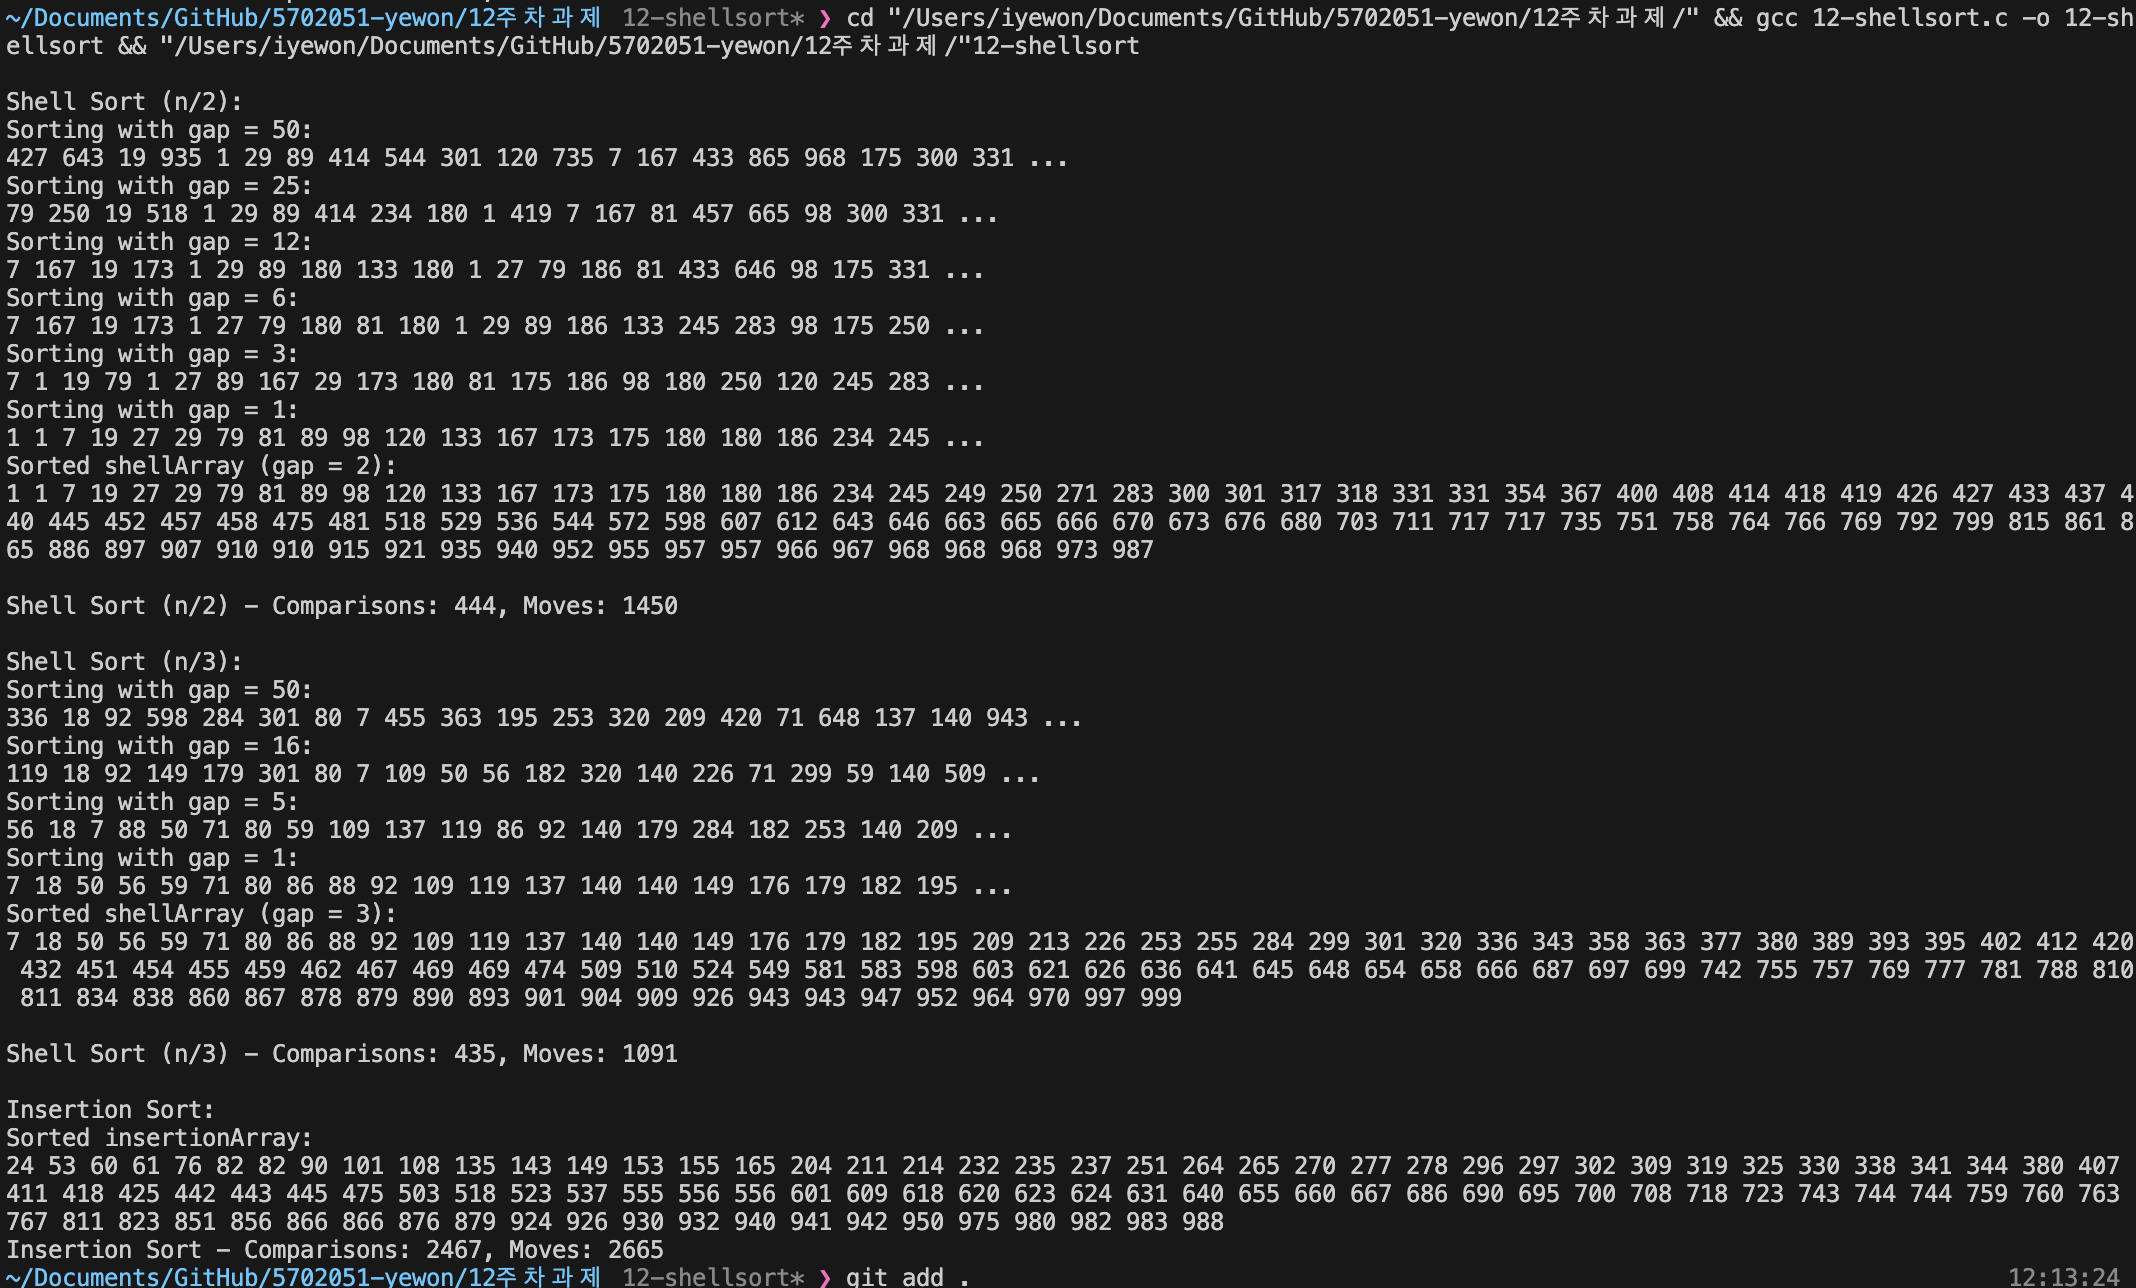 ~/Documents/GitHub/5702051-yewon/12주차과제 12-shellsort* ❯ cd "/Users/iyewon/Documents/GitHub/5702051-yewon/12주차과제/" && gcc 12-shellsort.c -o 12-sh
ellsort && "/Users/iyewon/Documents/GitHub/5702051-yewon/12주차과제/"12-shellsort
Shell Sort (n/2):
Sorting with gap = 50:
427 643 19 935 1 29 89 414 544 301 120 735 7 167 433 865 968 175 300 331 ...
Sorting with gap = 25:
79 250 19 518 1 29 89 414 234 180 1 419 7 167 81 457 665 98 300 331 ...
Sorting with gap = 12:
7 167 19 173 1 29 89 180 133 180 1 27 79 186 81 433 646 98 175 331 ...
Sorting with gap = 6:
7 167 19 173 1 27 79 180 81 180 1 29 89 186 133 245 283 98 175 250 ...
Sorting with gap = 3:
7 1 19 79 1 27 89 167 29 173 180 81 175 186 98 180 250 120 245 283 ...
Sorting with gap = 1:
1 1 7 19 27 29 79 81 89 98 120 133 167 173 175 180 180 186 234 245 ...
Sorted shellArray (gap = 2):
1 1 7 19 27 29 79 81 89 98 120 133 167 173 175 180 180 186 234 245 249 250 271 283 300 301 317 318 331 331 354 367 400 408 414 418 419 426 427 433 437 4
40 445 452 457 458 475 481 518 529 536 544 572 598 607 612 643 646 663 665 666 670 673 676 680 703 711 717 717 735 751 758 764 766 769 792 799 815 861 8
65 886 897 907 910 910 915 921 935 940 952 955 957 957 966 967 968 968 968 973 987
Shell Sort (n/2) - Comparisons: 444, Moves: 1450
Shell Sort (n/3):
Sorting with gap = 50:
336 18 92 598 284 301 80 7 455 363 195 253 320 209 420 71 648 137 140 943 ...
Sorting with gap = 16:
119 18 92 149 179 301 80 7 109 50 56 182 320 140 226 71 299 59 140 509 ...
Sorting with gap = 5:
56 18 7 88 50 71 80 59 109 137 119 86 92 140 179 284 182 253 140 209 ...
Sorting with gap = 1:
7 18 50 56 59 71 80 86 88 92 109 119 137 140 140 149 176 179 182 195 ...
Sorted shellArray (gap = 3):
7 18 50 56 59 71 80 86 88 92 109 119 137 140 140 149 176 179 182 195 209 213 226 253 255 284 299 301 320 336 343 358 363 377 380 389 393 395 402 412 420
432 451 454 455 459 462 467 469 469 474 509 510 524 549 581 583 598 603 621 626 636 641 645 648 654 658 666 687 697 699 742 755 757 769 777 781 788 810
811 834 838 860 867 878 879 890 893 901 904 909 926 943 943 947 952 964 970 997 999
Shell Sort (n/3) - Comparisons: 435, Moves: 1091
Insertion Sort:
Sorted insertionArray:
24 53 60 61 76 82 82 90 101 108 135 143 149 153 155 165 204 211 214 232 235 237 251 264 265 270 277 278 296 297 302 309 319 325 330 338 341 344 380 407
411 418 425 442 443 445 475 503 518 523 537 555 556 556 601 609 618 620 623 624 631 640 655 660 667 686 690 695 700 708 718 723 743 744 744 759 760 763
767 811 823 851 856 866 866 876 879 924 926 930 932 940 941 942 950 975 980 982 983 988
Insertion Sort - Comparisons: 2467, Moves: 2665
~/Documents/GitHub/5702051-yewon/12주차과제 12-shellsort* ❯ git add . 12:13:24